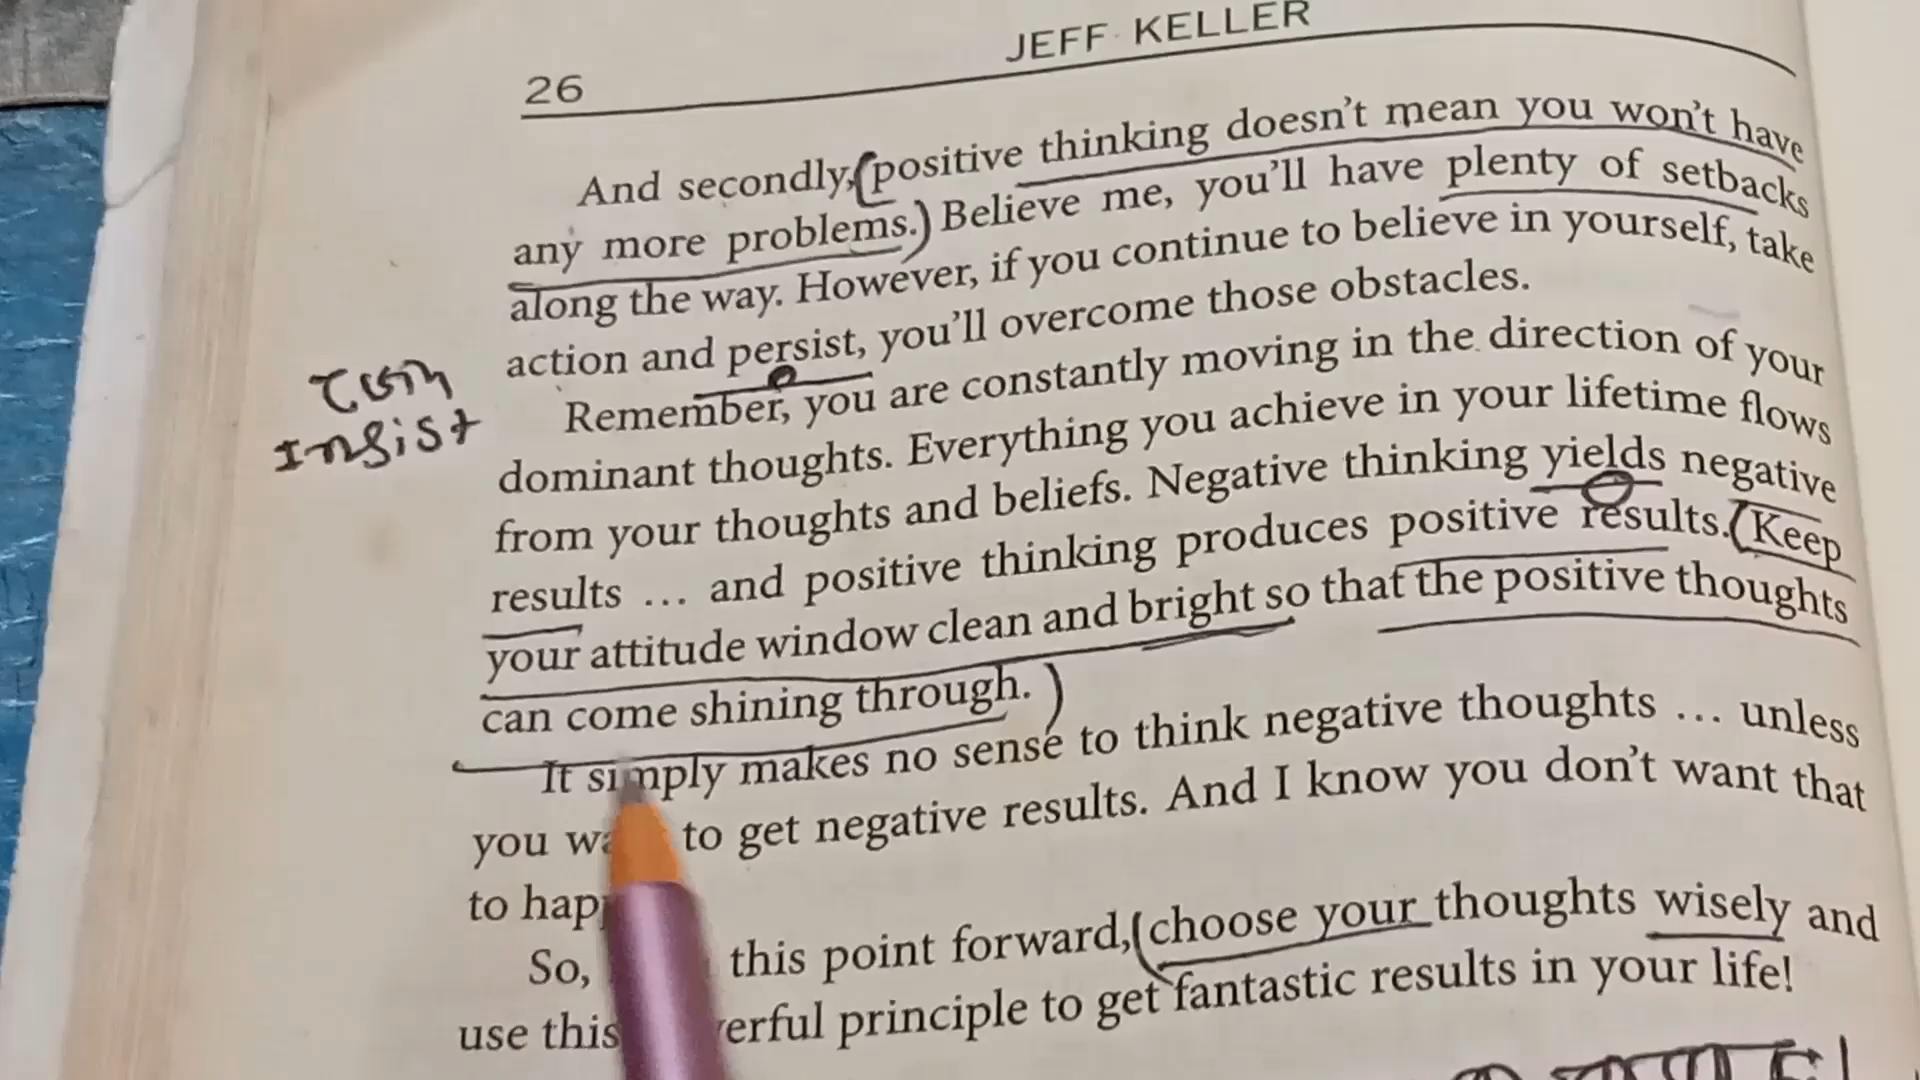 JEFF KELLER
26
And secondly, positive thinking doesn't mean you won't have
any more problems. Believe me, you'll have plenty of setbacks
along the way. However, if you continue to believe in yourself, take
action and persist, you'll overcome those obstacles.
Remember, you are constantly moving in the direction of your
dominant thoughts. Everything you achieve in your lifetime flows
from your thoughts and beliefs. Negative thinking yields negative
results ... and positive thinking produces positive results. (Keep
your attitude window clean and bright so that the positive thoughts
can come shining through. )
It simply makes no sense to think negative thoughts ... unless
you to get negative results. And I know you don't want that
to
So, this point forward, (choose your thoughts wisely and
use this principle to get fantastic results in your life!
Insist